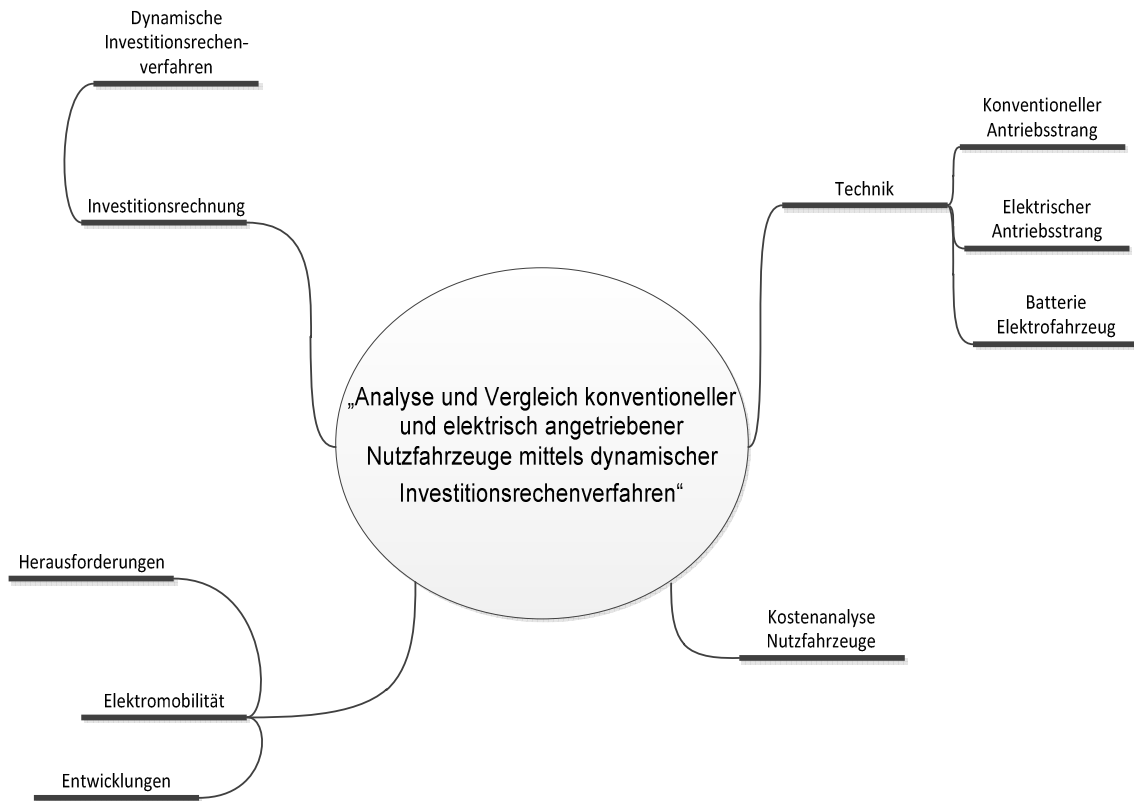 Dynamische
Investitionsrechen-
verfahren
Investitionsrechnung
Konventioneller
Antriebsstrang
Technik
Elektrischer
Antriebsstrang
Batterie
Elektrofahrzeug
„Analyse und Vergleich konventioneller
und elektrisch angetriebener
Nutzfahrzeuge mittels dynamischer
Investitionsrechenverfahren“
Herausforderungen
Elektromobilität
Entwicklungen
Kostenanalyse
Nutzfahrzeuge